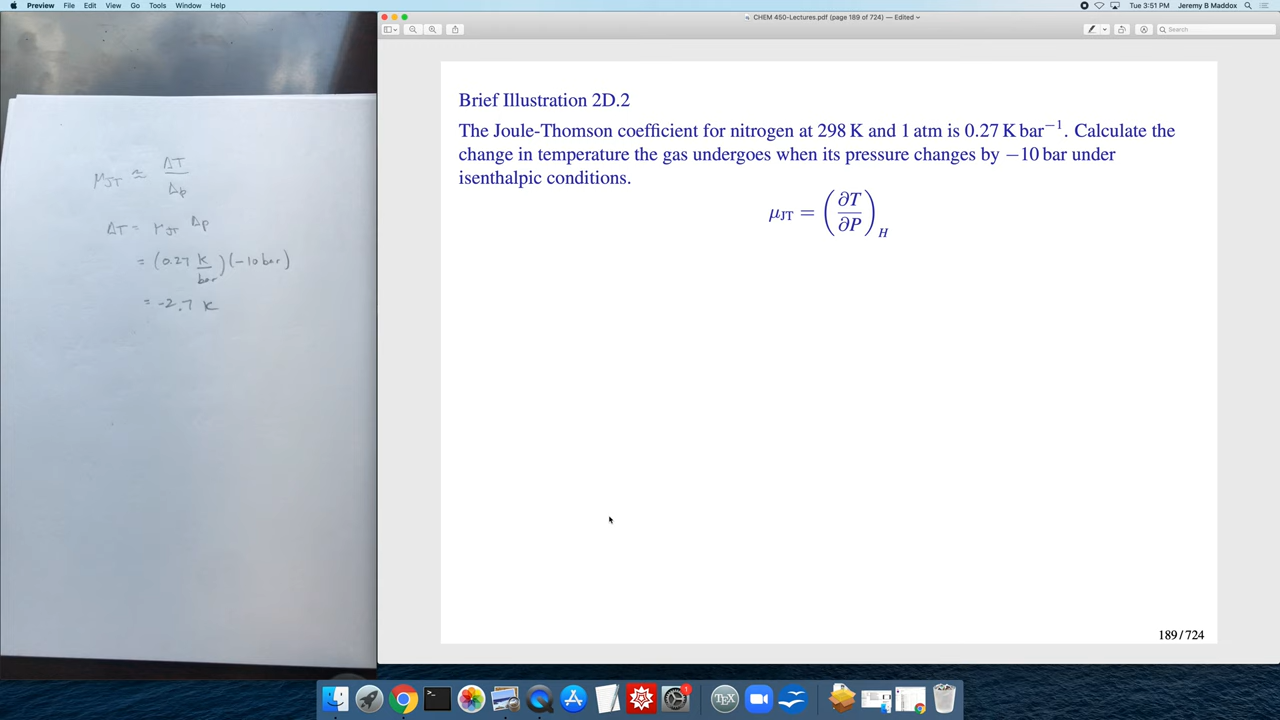 Preview File Edit View Go Tools Window Help
Tue 3:51 PM Jeremy B Maddox
CHEM 450-Lectures.pdf (page 189 of 724) — Edited
Search
μJT ≈ ΔT/Δp
ΔT = μJT Δp
= (0.27 K/bar)(-10 bar)
= -2.7 K
Brief Illustration 2D.2
The Joule-Thomson coefficient for nitrogen at 298 K and 1 atm is 0.27 K bar⁻¹. Calculate the
change in temperature the gas undergoes when its pressure changes by −10 bar under
isenthalpic conditions.
μJT = (∂T/∂P)H
189 / 724
TEX
1